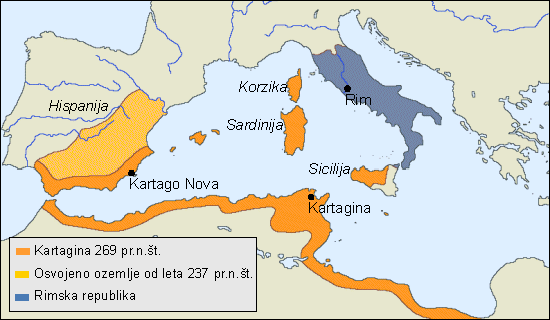 Korzika
Rim
Hispanija
Sardinija
Sicilija
Kartago Nova
Kartagina
Kartagina 269 pr.n.št.
Osvojeno ozemlje od leta 237 pr.n.št.
Rimska republika